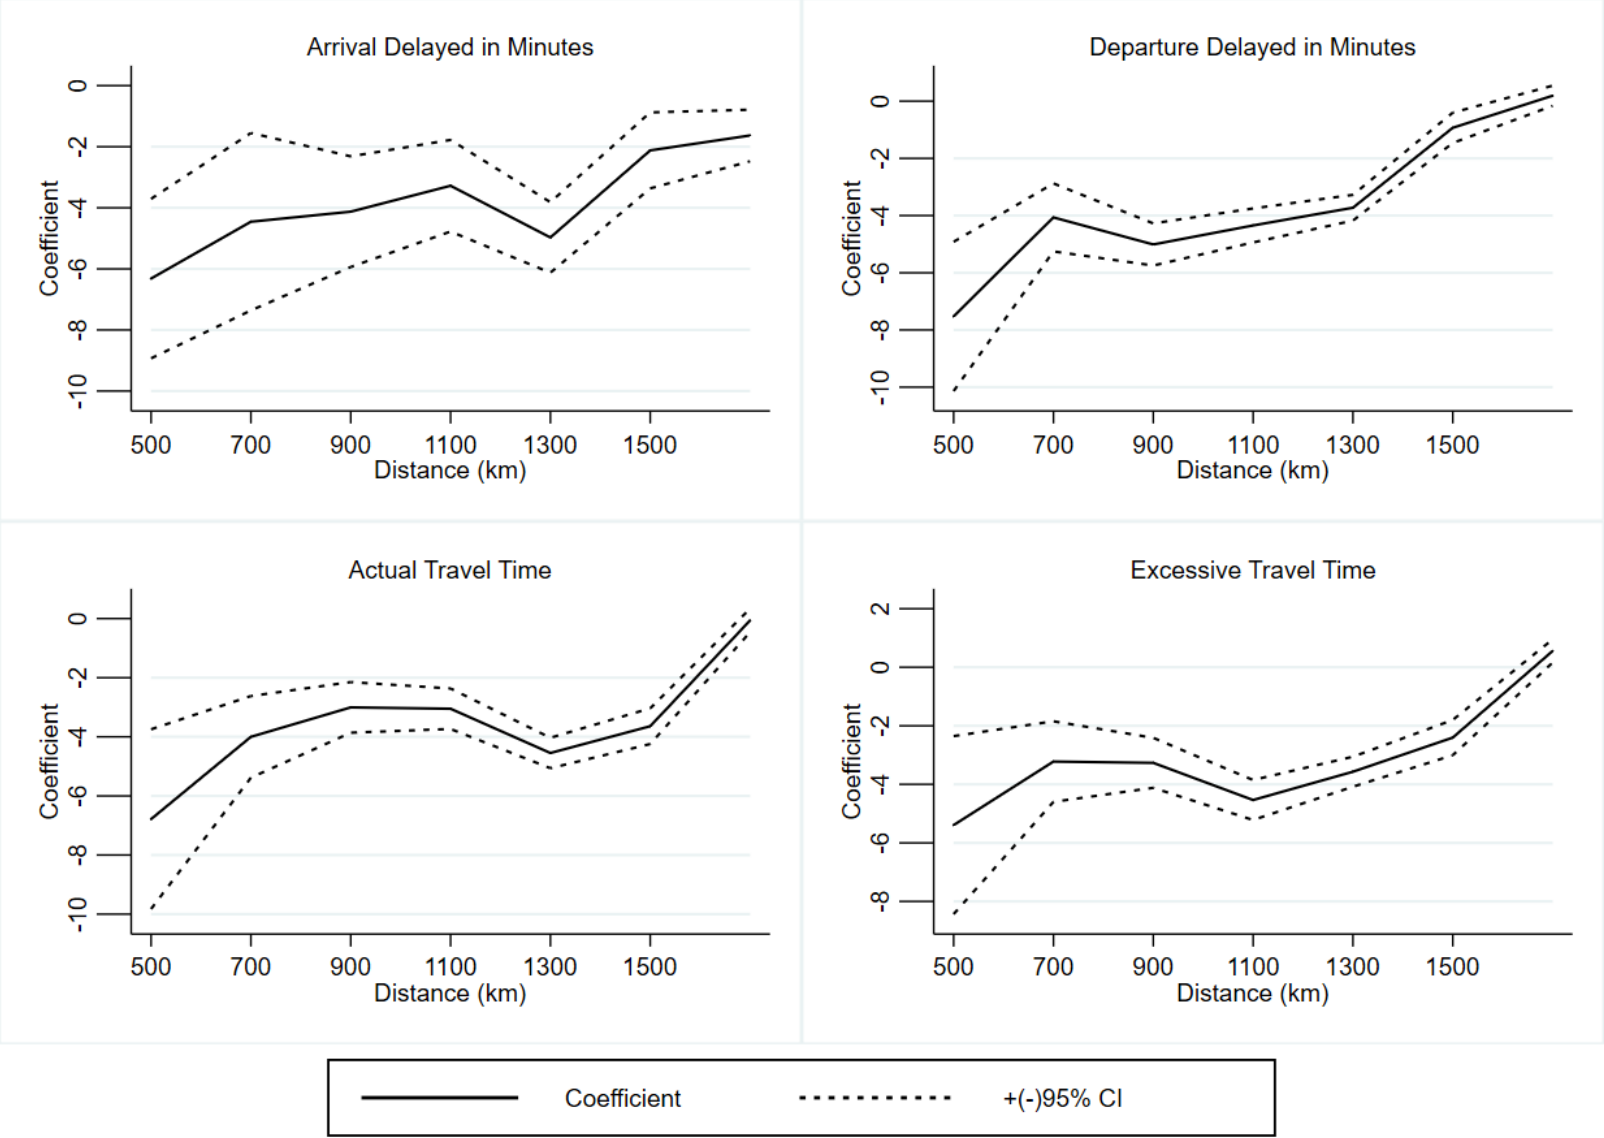 Arrival Delayed in Minutes
Coefficient
0
-2
-4
-6
-8
-10
500 700 900 1100 1300 1500
Distance (km)
Departure Delayed in Minutes
Coefficient
0
-2
-4
-6
-8
-10
500 700 900 1100 1300 1500
Distance (km)
Actual Travel Time
Coefficient
0
-2
-4
-6
-8
-10
500 700 900 1100 1300 1500
Distance (km)
Excessive Travel Time
Coefficient
2
0
-2
-4
-6
-8
500 700 900 1100 1300 1500
Distance (km)
Coefficient +(-)95% CI